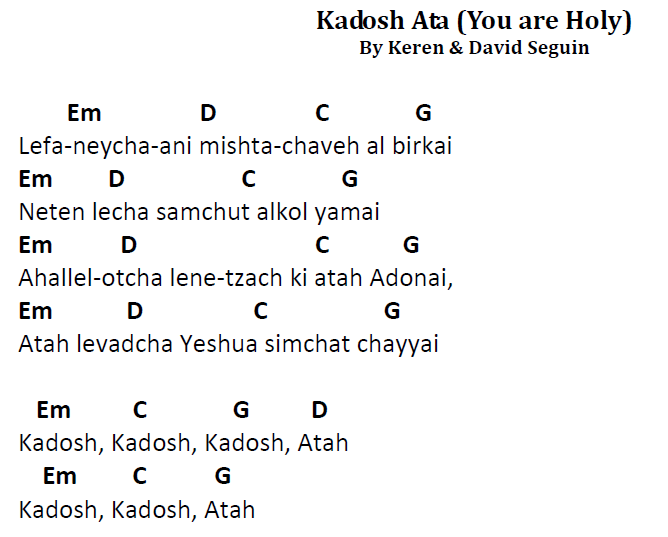 Kadosh Ata (You are Holy)
By Keren & David Seguin
Em D C G
Lefa-neycha-ani mishta-chaveh al birkai
Em D C G
Neten lecha samchut alkol yamai
Em D C G
Ahallel-otcha lene-tzach ki atah Adonai,
Em D C G
Atah levadcha Yeshua simchat chayyai
Em C G D
Kadosh, Kadosh, Kadosh, Atah
Em C G
Kadosh, Kadosh, Atah